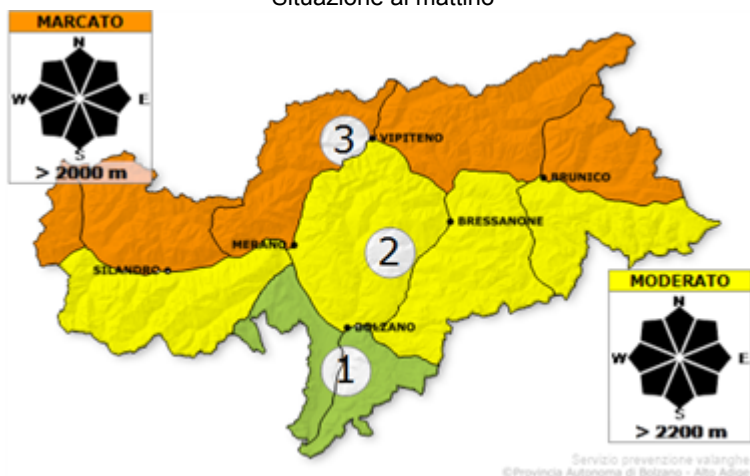 Situazione al mattino
MARCATO
N
W E
S
> 2000 m
3
VIPITENO
BRUNICO
BRESSANONE
MERANO
2
SILANDRO
BOLZANO
1
MODERATO
N
W E
S
> 2200 m
Servizio prevenzione valanghe
©Provincia Autonoma di Bolzano - Alto Adige